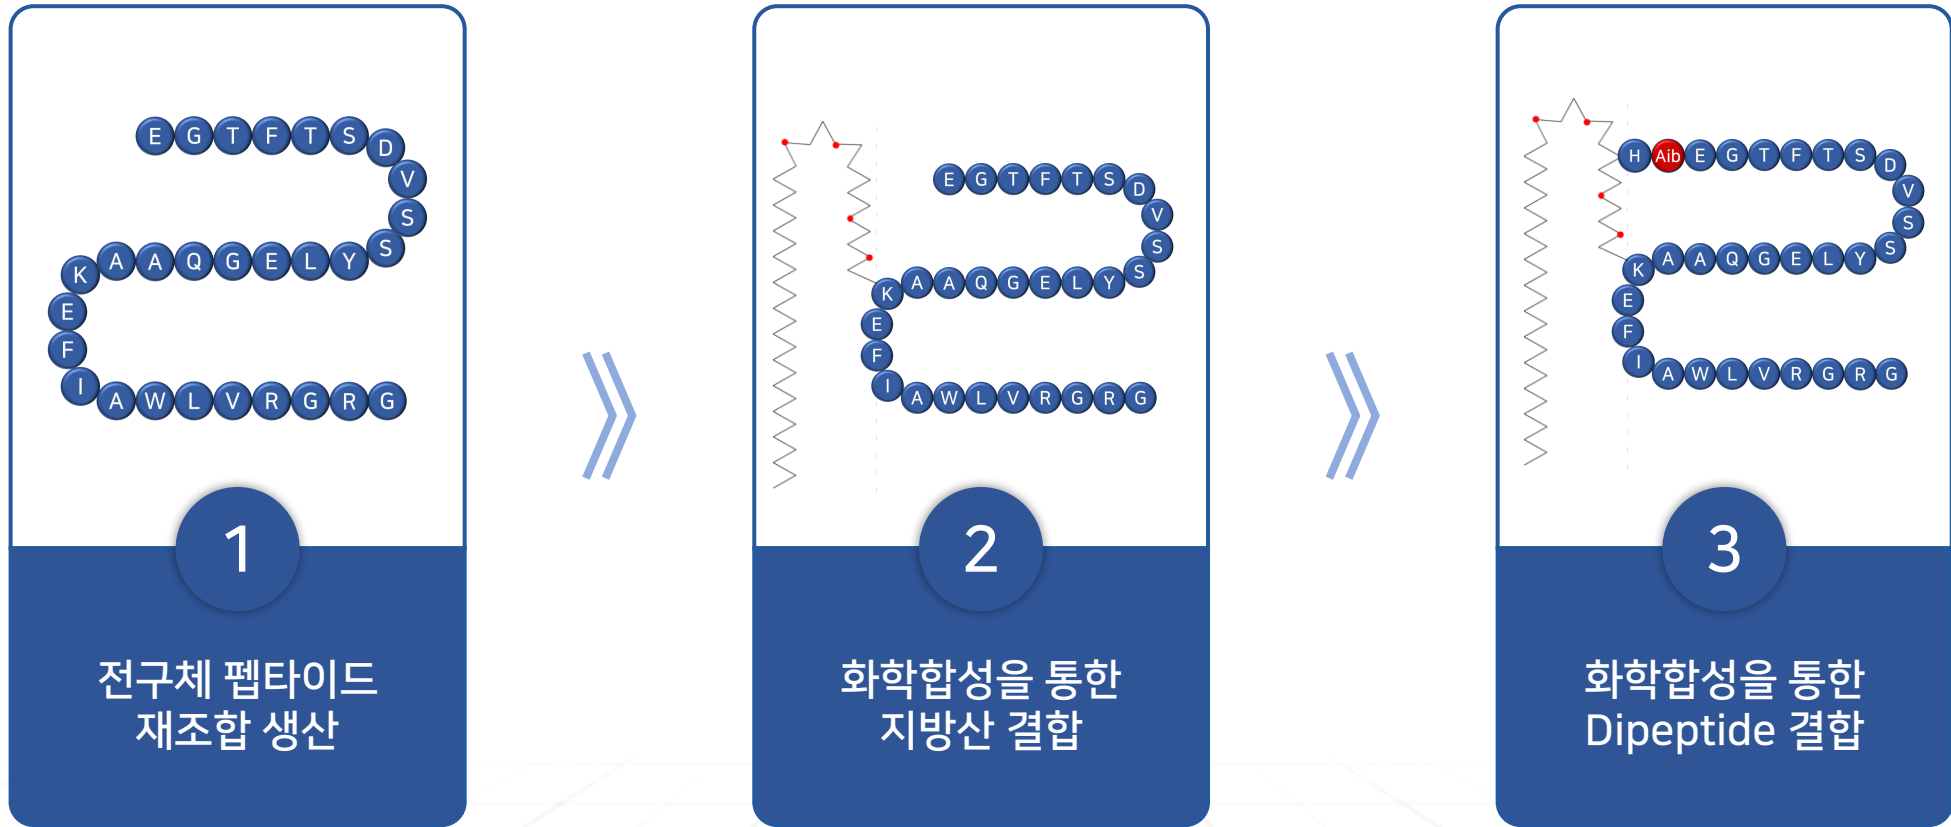 E G T F T S D
V
S
S
K A A Q G E L Y
E
F
I A W L V R G R G
1
전구체 펩타이드
재조합 생산
E G T F T S D
V
S
S
K A A Q G E L Y
E
F
I A W L V R G R G
2
화학합성을 통한
지방산 결합
H Aib E G T F T S D
V
S
S
K A A Q G E L Y
E
F
I A W L V R G R G
3
화학합성을 통한
Dipeptide 결합